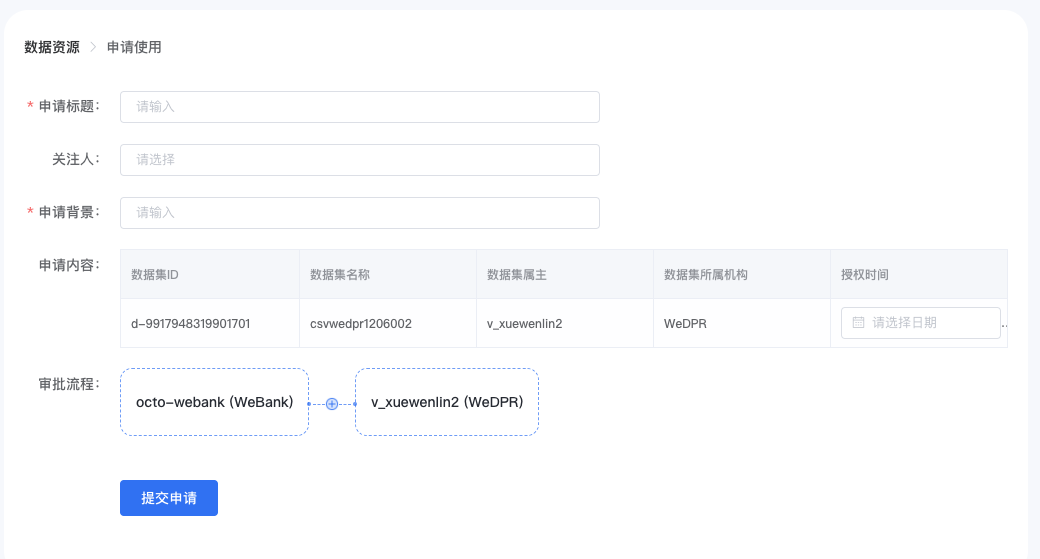 数据资源 > 申请使用
* 申请标题： 请输入
关注人： 请选择
* 申请背景： 请输入
申请内容： 数据集ID 数据集名称 数据集属主 数据集所属机构 授权时间
d-9917948319901701 csvwedpr1206002 v_xuewenlin2 WeDPR 请选择日期 ..
审批流程： octo-webank (WeBank) v_xuewenlin2 (WeDPR)
提交申请